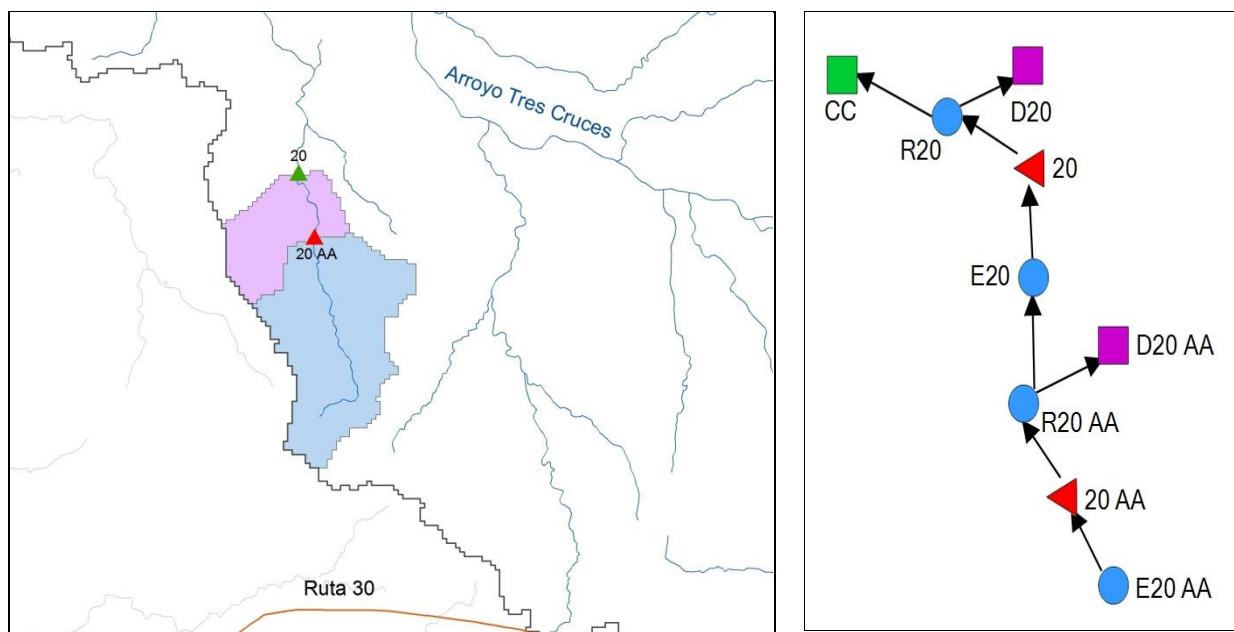 Arroyo Tres Cruces
20
20 AA
Ruta 30
CC
D20
R20
20
E20
D20 AA
R20 AA
20 AA
E20 AA